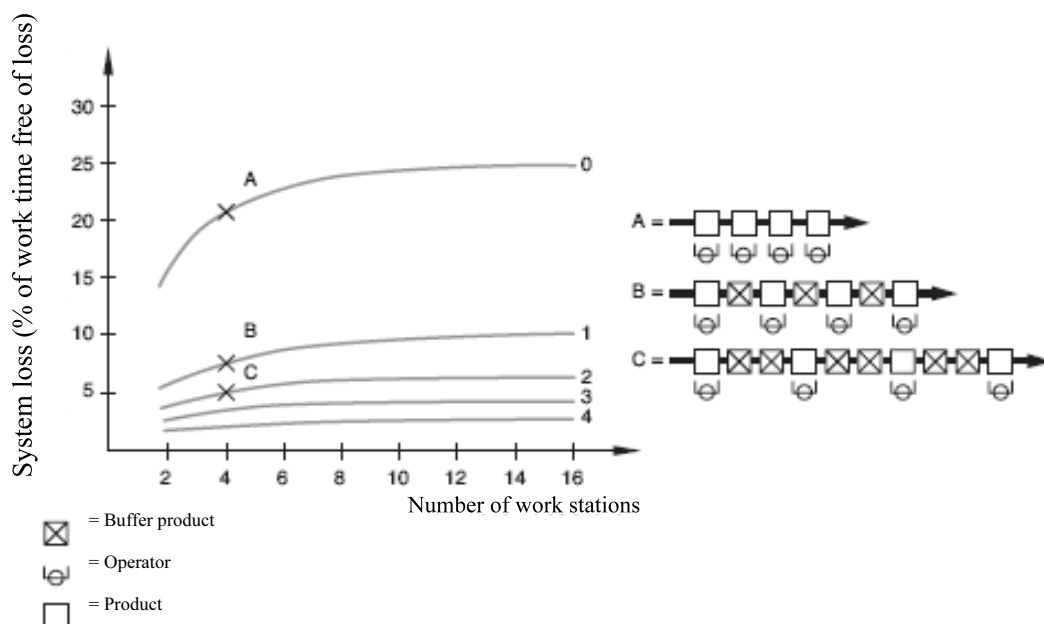 System loss (% of work time free of loss)
30
25
20
15
10
5
A
B
C
0
1
2
3
4
2 4 6 8 10 12 14 16
Number of work stations
A =
B =
C =
= Buffer product
= Operator
= Product